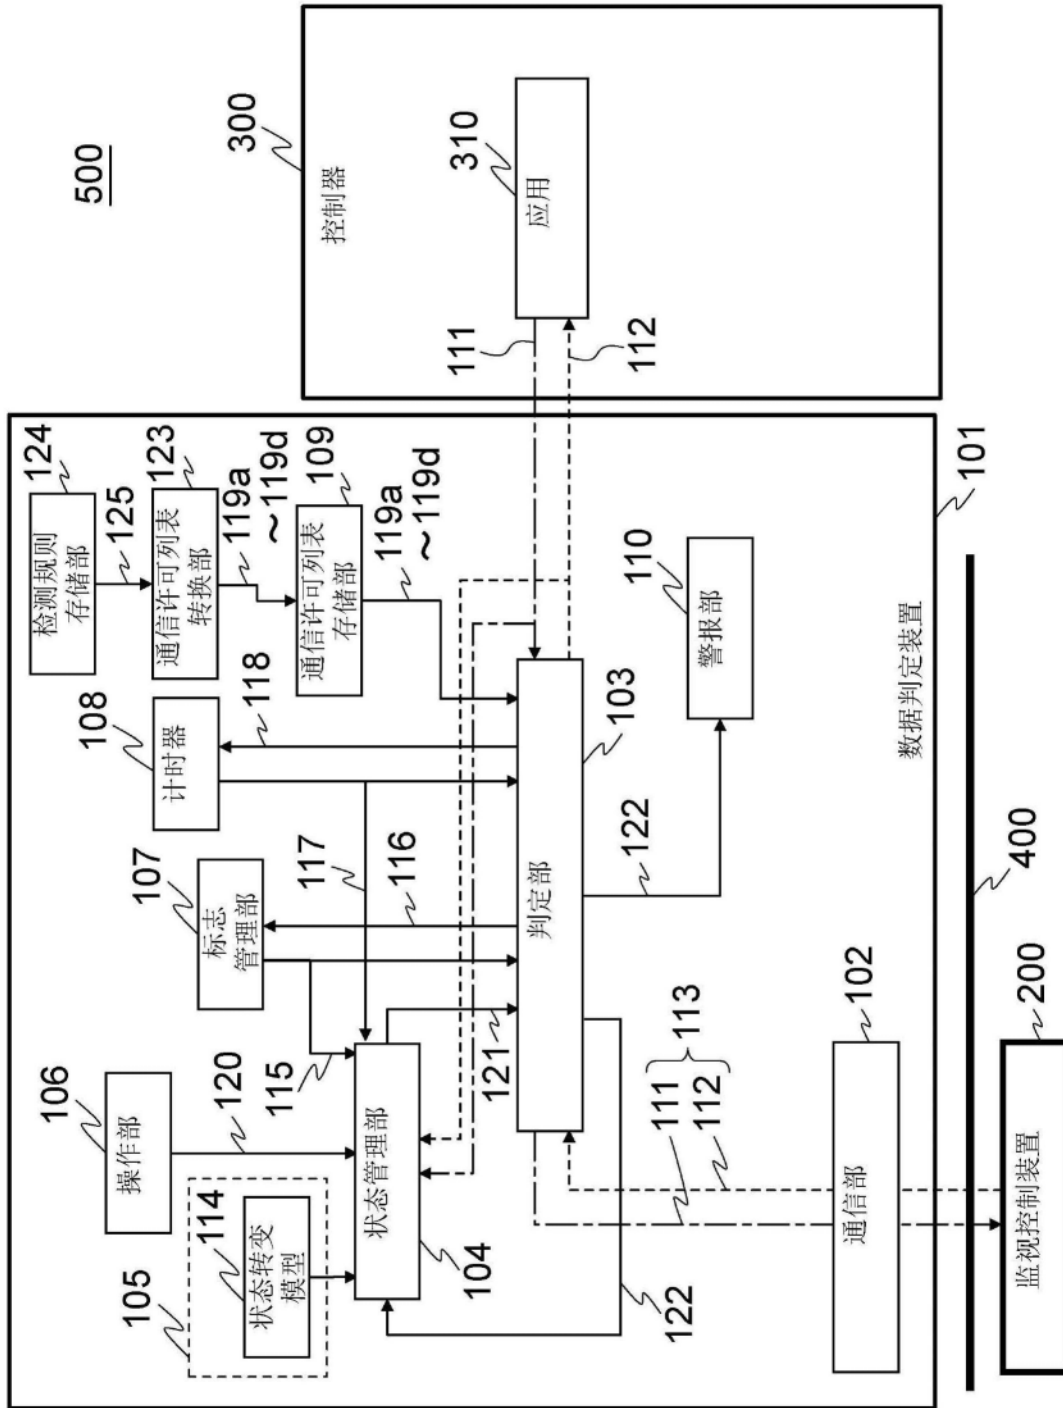 500
300
控制器
310
应用
111
112
124
检测规则
存储部
125
123
通信许可列表
转换部
119a
～119d
109
通信许可列表
存储部
119a
～119d
108
计时器
118
117
107
标志
管理部
116
115
106
操作部
120
105
114
状态转变
模型
状态管理部
104
121
判定部
103
110
警报部
122
122
113
111
112
102
通信部
数据判定装置
101
400
200
监视控制装置